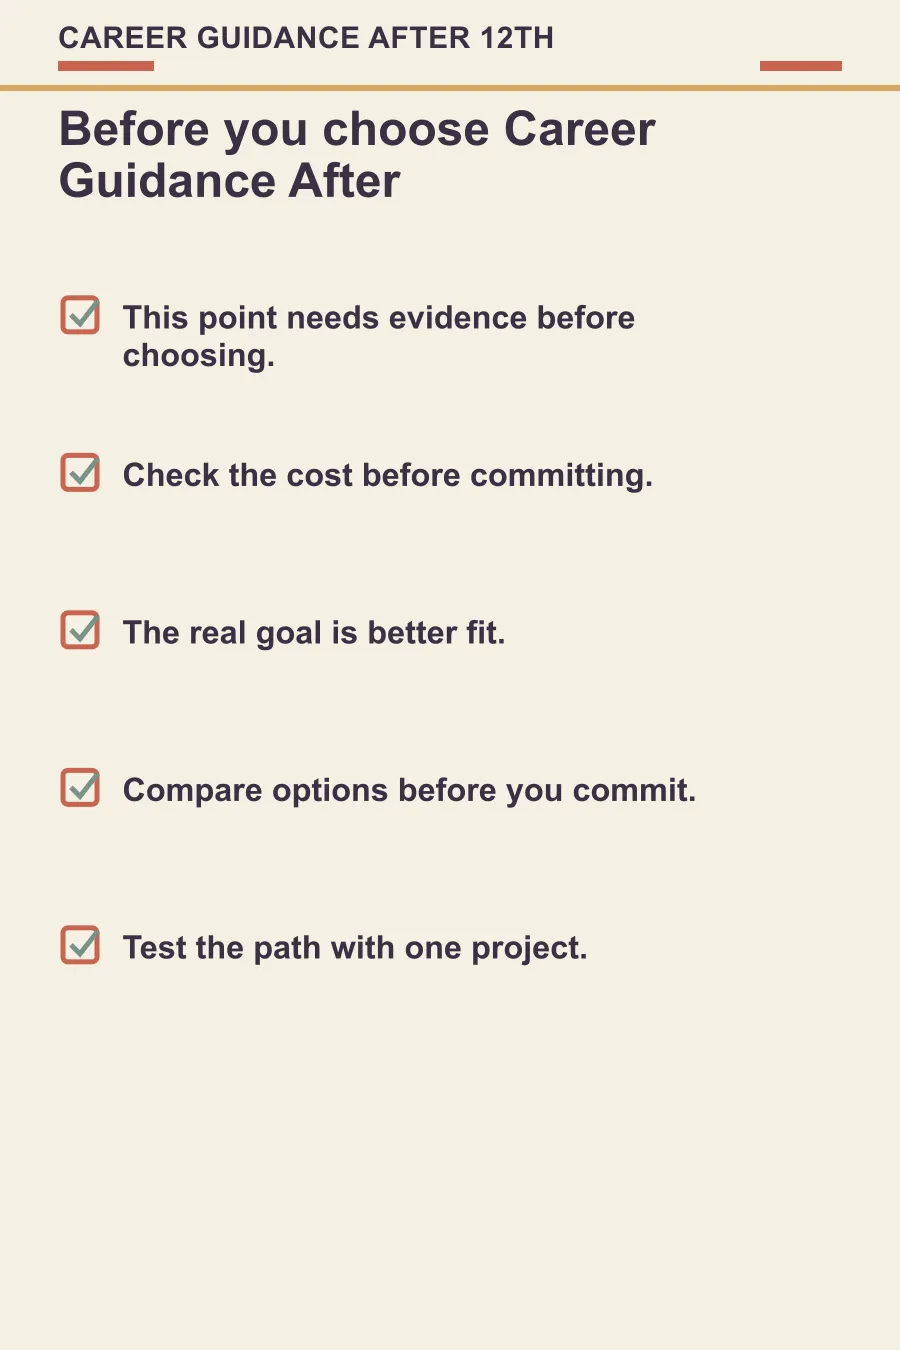 CAREER GUIDANCE AFTER 12TH
Before you choose Career
Guidance After
This point needs evidence before
choosing.
Check the cost before committing.
The real goal is better fit.
Compare options before you commit.
Test the path with one project.